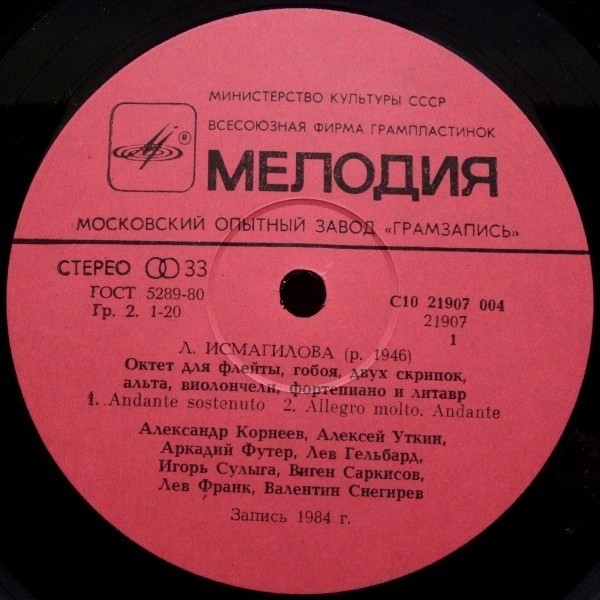 МИНИСТЕРСТВО КУЛЬТУРЫ СССР
ВСЕСОЮЗНАЯ ФИРМА ГРАМПЛАСТИНОК
®
МЕЛОДИЯ
МОСКОВСКИЙ ОПЫТНЫЙ ЗАВОД «ГРАМЗАПИСЬ»
СТЕРЕО 33
ГОСТ 5289-80
Гр. 2. 1-20
С10 21907 004
21907
1
Л. ИСМАГИЛОВА (р. 1946)
Октет для флейты, гобоя, двух скрипок,
альта, виолончели, фортепиано и литавр
1. Andante sostenuto 2. Allegro molto. Andante
Александр Корнеев, Алексей Уткин,
Аркадий Футер, Лев Гельбард,
Игорь Сулыга, Виген Саркисов,
Лев Франк, Валентин Снегирев
Запись 1984 г.